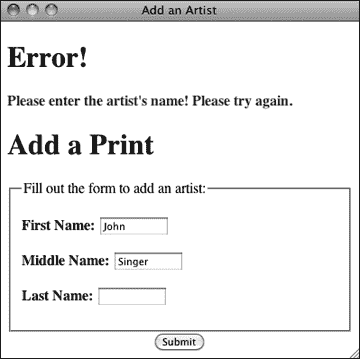 Add an Artist
Error!
Please enter the artist's name! Please try again.
Add a Print
Fill out the form to add an artist:
First Name: John
Middle Name: Singer
Last Name:
Submit